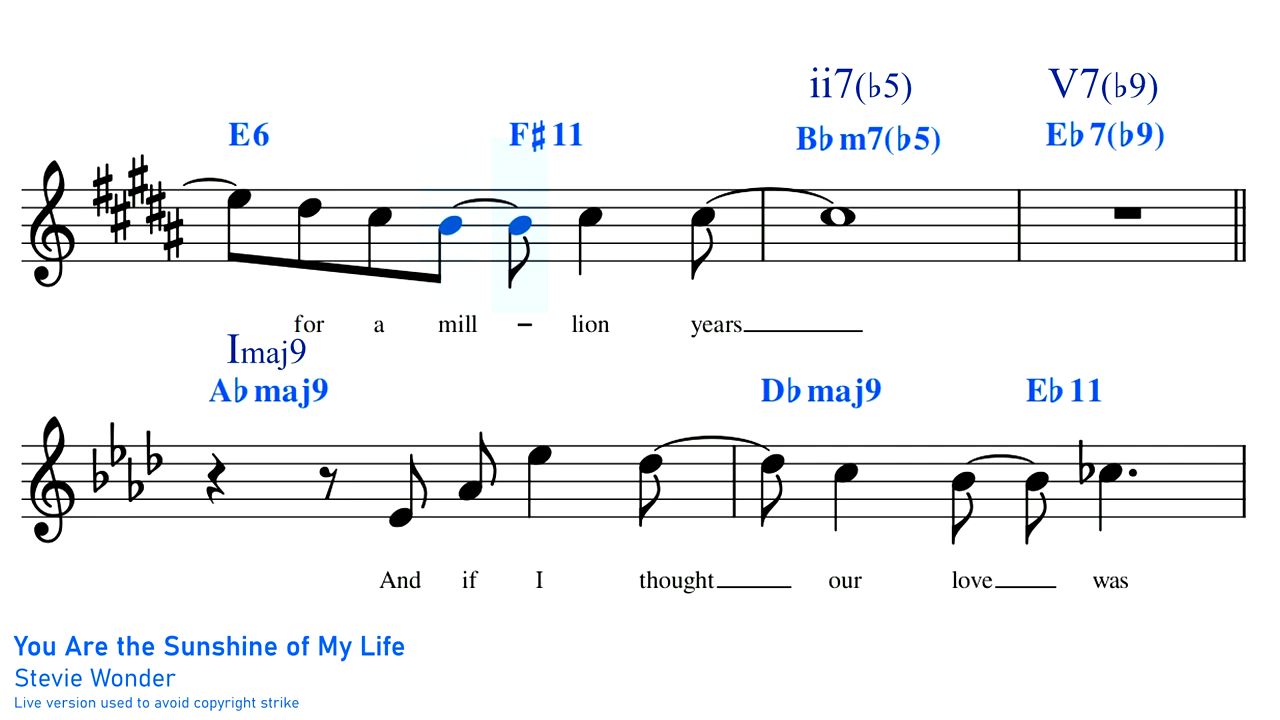 ii7(♭5) V7(♭9)
E6 F♯11 B♭m7(♭5) E♭7(♭9)
for a mill – lion years
Imaj9
A♭maj9 D♭maj9 E♭11
And if I thought our love was
You Are the Sunshine of My Life
Stevie Wonder
Live version used to avoid copyright strike